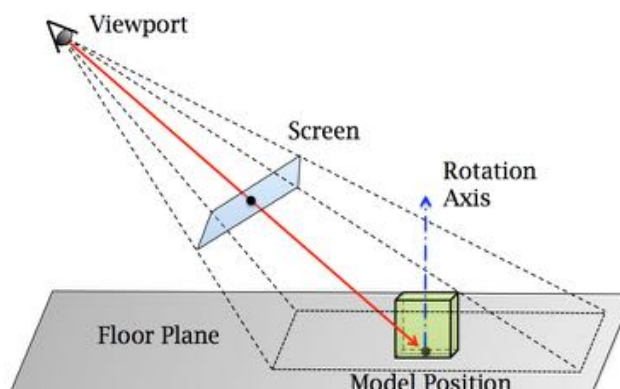 Viewport
Screen
Rotation
Axis
Floor Plane
Model Position